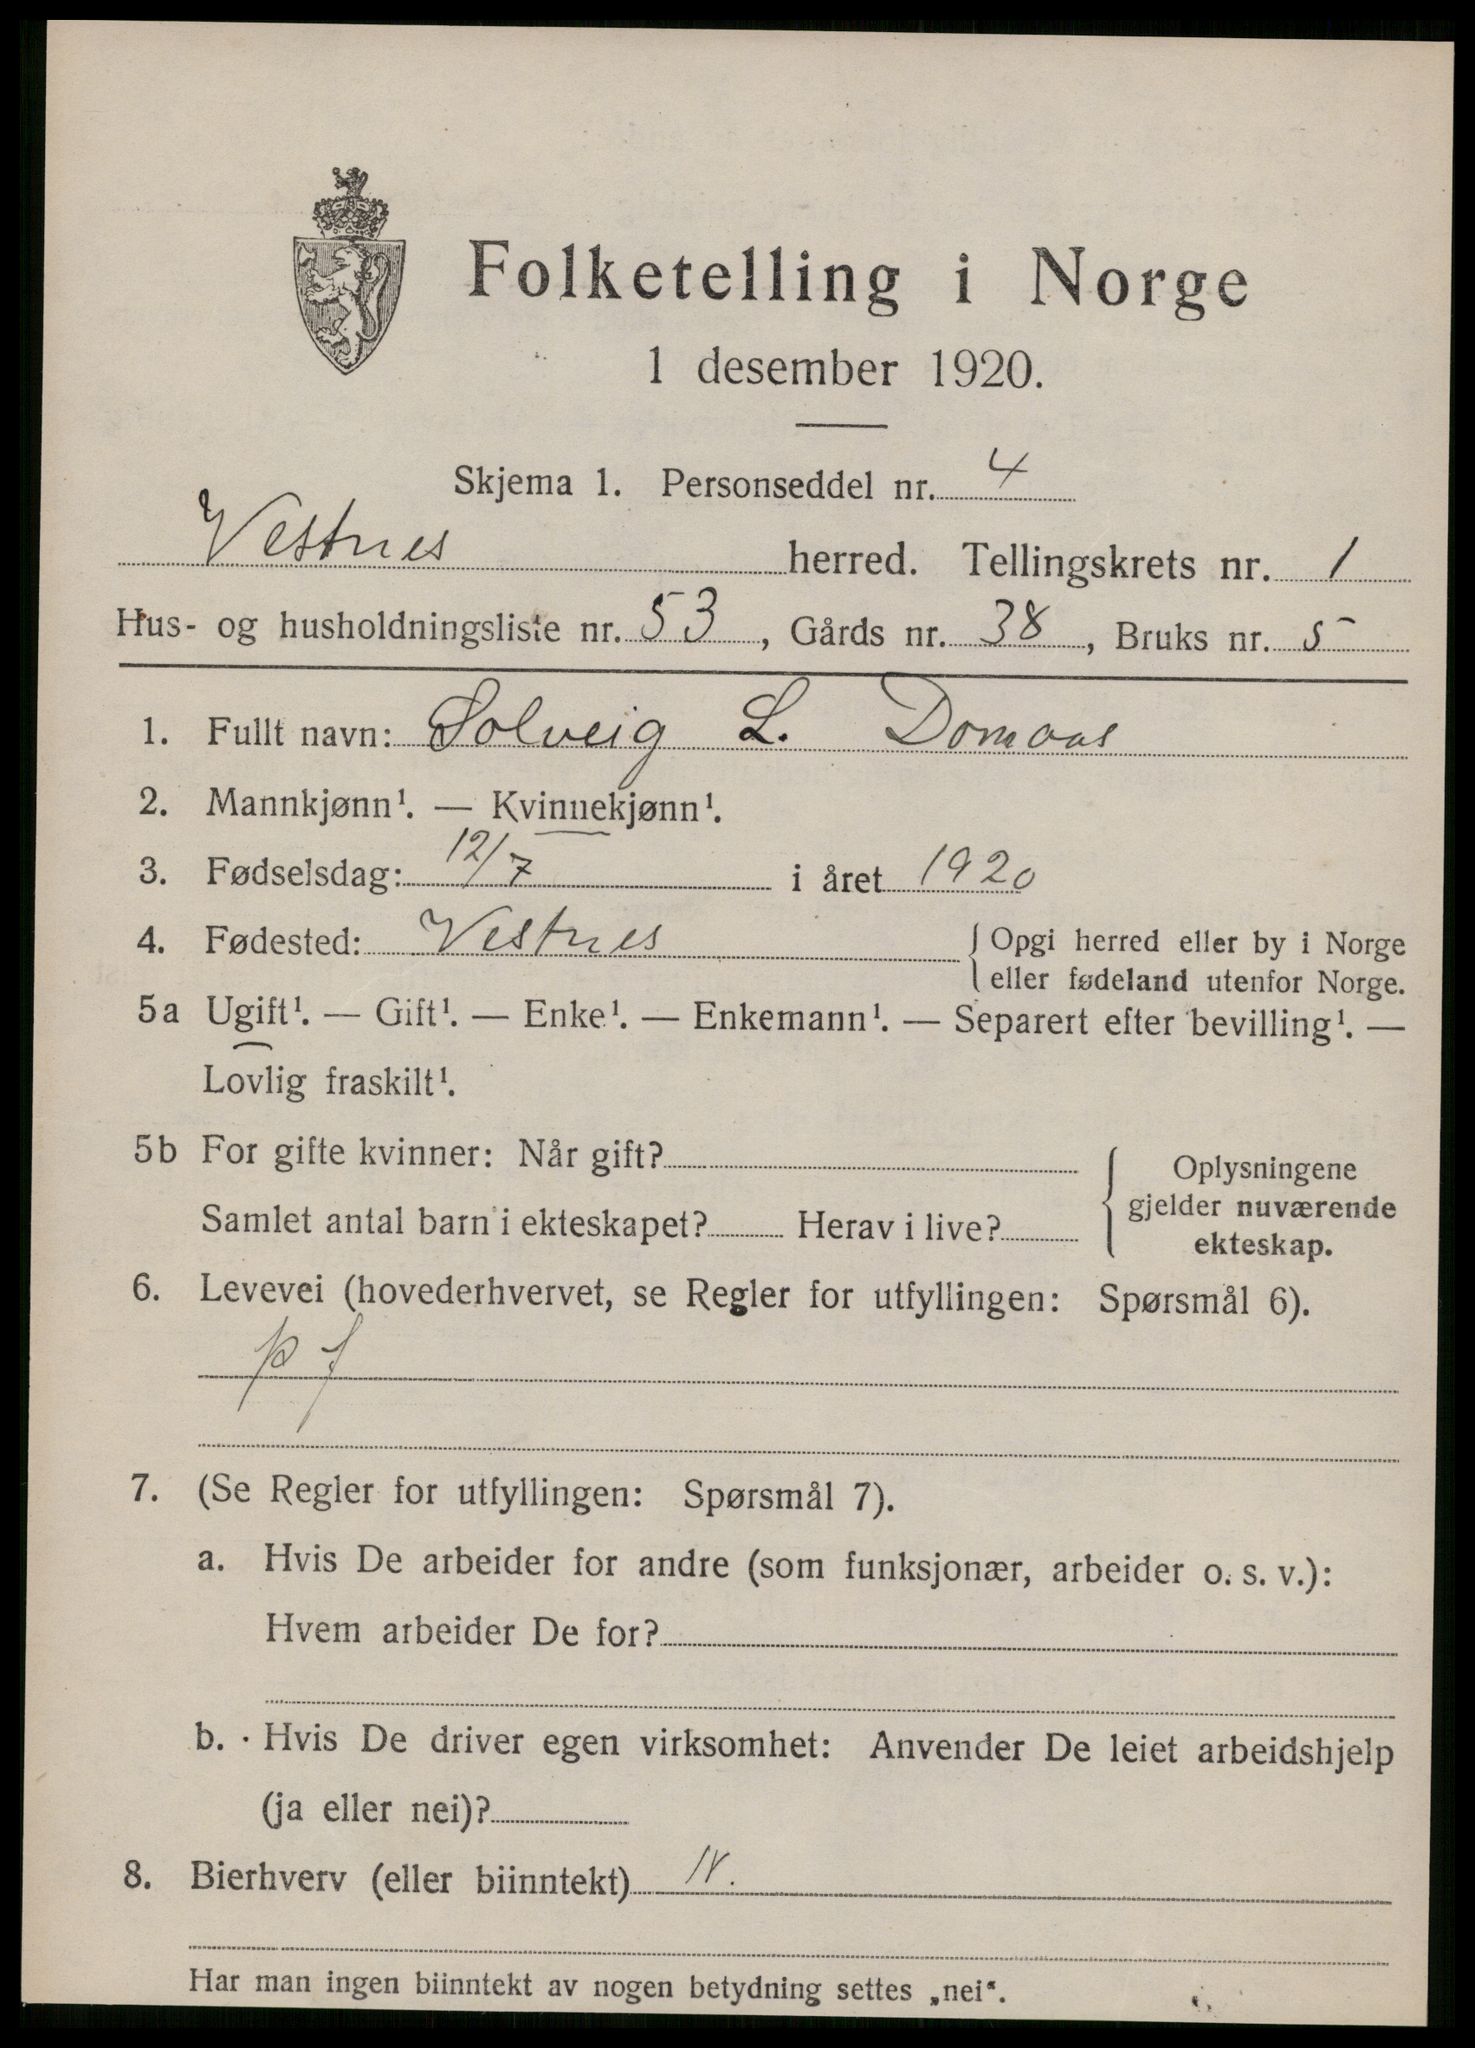 Folketelling i Norge
1 desember 1920.
Skjema 1. Personseddel nr. 4
Vestnes herred. Tellingskrets nr. 1
Hus- og husholdningsliste nr. 53, Gårds nr. 38, Bruks nr. 5
1. Fullt navn: Solveig L. Domaas
2. Mannkjønn¹. — Kvinnekjønn¹.
3. Fødselsdag: 12/7 i året 1920
4. Fødested: Vestnes { Opgi herred eller by i Norge
eller fødeland utenfor Norge.
5a Ugift¹. — Gift¹. — Enke¹. — Enkemann¹. — Separert efter bevilling¹. —
Lovlig fraskilt¹.
5b For gifte kvinner: Når gift?
Samlet antal barn i ekteskapet? Herav i live?
{ Oplysningene
gjelder nuværende
ekteskap.
6. Levevei (hovederhvervet, se Regler for utfyllingen: Spørsmål 6).
p f
7. (Se Regler for utfyllingen: Spørsmål 7).
a. Hvis De arbeider for andre (som funksjonær, arbeider o. s. v.):
Hvem arbeider De for?
b. Hvis De driver egen virksomhet: Anvender De leiet arbeidshjelp
(ja eller nei)?
8. Bierhverv (eller biinntekt) N.
Har man ingen biinntekt av nogen betydning settes „nei“.